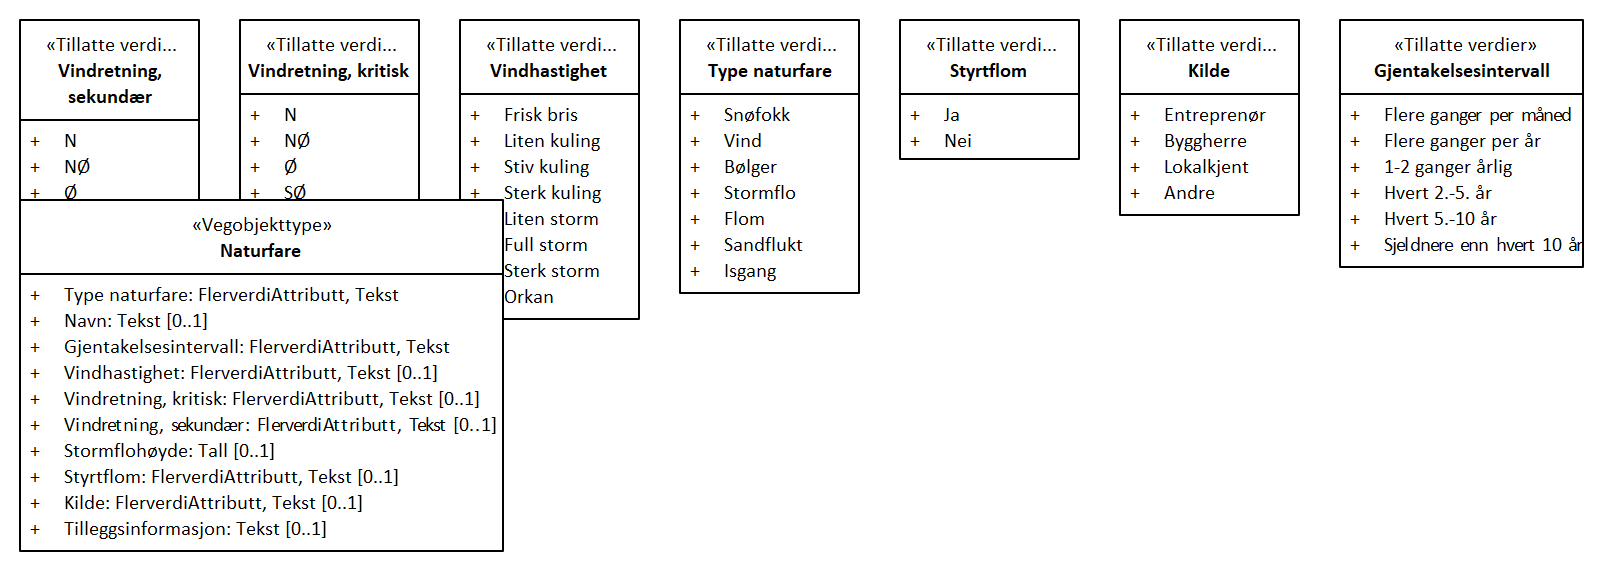 «Tillatte verdi...
Vindretning,
sekundær
+ N
+ NØ
+ Ø
«Tillatte verdi...
Vindretning, kritisk
+ N
+ NØ
+ Ø
+ SØ
«Tillatte verdi...
Vindhastighet
+ Frisk bris
+ Liten kuling
+ Stiv kuling
+ Sterk kuling
Liten storm
Full storm
Sterk storm
Orkan
«Tillatte verdi...
Type naturfare
+ Snøfokk
+ Vind
+ Bølger
+ Stormflo
+ Flom
+ Sandflukt
+ Isgang
«Tillatte verdi...
Styrtflom
+ Ja
+ Nei
«Tillatte verdi...
Kilde
+ Entreprenør
+ Byggherre
+ Lokalkjent
+ Andre
«Tillatte verdier»
Gjentakelsesintervall
+ Flere ganger per måned
+ Flere ganger per år
+ 1-2 ganger årlig
+ Hvert 2.-5. år
+ Hvert 5.-10 år
+ Sjeldnere enn hvert 10 år
«Vegobjekttype»
Naturfare
+ Type naturfare: FlerverdiAttributt, Tekst
+ Navn: Tekst [0..1]
+ Gjentakelsesintervall: FlerverdiAttributt, Tekst
+ Vindhastighet: FlerverdiAttributt, Tekst [0..1]
+ Vindretning, kritisk: FlerverdiAttributt, Tekst [0..1]
+ Vindretning, sekundær: FlerverdiAttributt, Tekst [0..1]
+ Stormflohøyde: Tall [0..1]
+ Styrtflom: FlerverdiAttributt, Tekst [0..1]
+ Kilde: FlerverdiAttributt, Tekst [0..1]
+ Tilleggsinformasjon: Tekst [0..1]